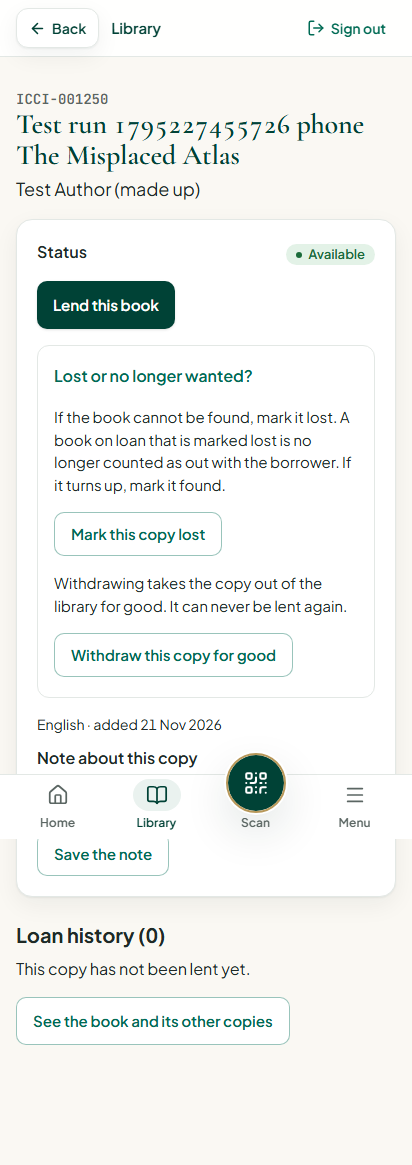 Back
Library
Sign out
ICCI-001250
Test run 1795227455726 phone
The Misplaced Atlas
Test Author (made up)
Status
Available
Lend this book
Lost or no longer wanted?
If the book cannot be found, mark it lost. A
book on loan that is marked lost is no
longer counted as out with the borrower. If
it turns up, mark it found.
Mark this copy lost
Withdrawing takes the copy out of the
library for good. It can never be lent again.
Withdraw this copy for good
English · added 21 Nov 2026
Note about this copy
Home
Library
Scan
Menu
Save the note
Loan history (0)
This copy has not been lent yet.
See the book and its other copies